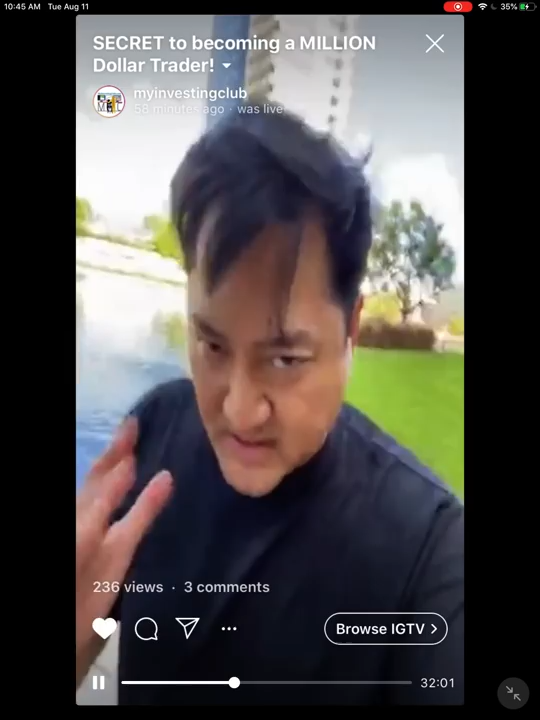 10:45 AM Tue Aug 11
35%
SECRET to becoming a MILLION
Dollar Trader!
myinvestingclub
58 minutes ago · was live
236 views · 3 comments
Browse IGTV >
32:01